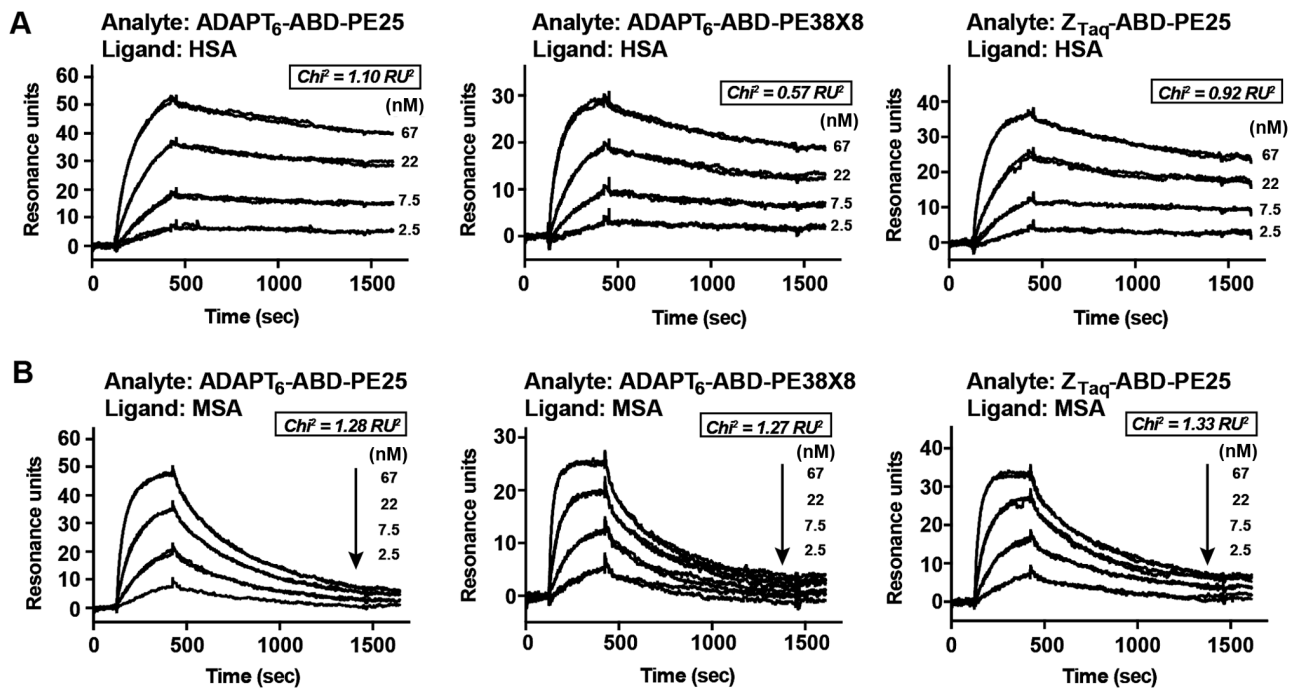 A
Analyte: ADAPT₆-ABD-PE25
Ligand: HSA
Chi² = 1.10 RU²
(nM)
67
22
7.5
2.5
Resonance units
60
50
40
30
20
10
0
0 500 1000 1500
Time (sec)
Analyte: ADAPT₆-ABD-PE38X8
Ligand: HSA
Chi² = 0.57 RU²
(nM)
67
22
7.5
2.5
Resonance units
30
20
10
0
0 500 1000 1500
Time (sec)
Analyte: Z_Taq-ABD-PE25
Ligand: HSA
Chi² = 0.92 RU²
(nM)
67
22
7.5
2.5
Resonance units
40
30
20
10
0
0 500 1000 1500
Time (sec)
B
Analyte: ADAPT₆-ABD-PE25
Ligand: MSA
Chi² = 1.28 RU²
(nM)
67
22
7.5
2.5
Resonance units
60
50
40
30
20
10
0
0 500 1000 1500
Time (sec)
Analyte: ADAPT₆-ABD-PE38X8
Ligand: MSA
Chi² = 1.27 RU²
(nM)
67
22
7.5
2.5
Resonance units
30
20
10
0
0 500 1000 1500
Time (sec)
Analyte: Z_Taq-ABD-PE25
Ligand: MSA
Chi² = 1.33 RU²
(nM)
67
22
7.5
2.5
Resonance units
40
30
20
10
0
0 500 1000 1500
Time (sec)